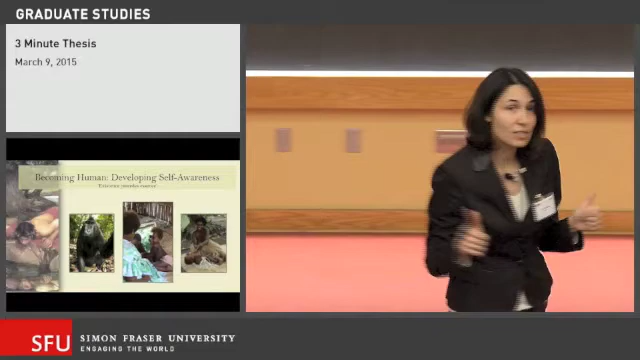 GRADUATE STUDIES
3 Minute Thesis
March 9, 2015
Becoming Human: Developing Self-Awareness
SFU
SIMON FRASER UNIVERSITY
ENGAGING THE WORLD